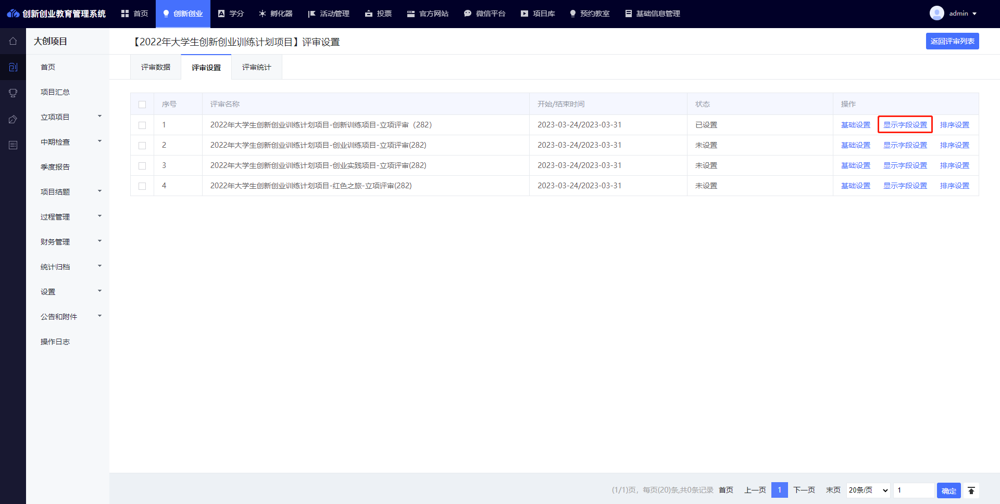 创新创业教育管理系统 首页 创新创业 学分 孵化器 活动管理 投票 官方网站 微信平台 项目库 预约教室 基础信息管理 admin
大创项目
首页
项目汇总
立项项目
中期检查
季度报告
项目结题
过程管理
财务管理
统计归档
设置
公告和附件
操作日志
【2022年大学生创新创业训练计划项目】评审设置 返回评审列表
评审数据 评审设置 评审统计
序号 评审名称 开始/结束时间 状态 操作
1 2022年大学生创新创业训练计划项目-创新训练项目-立项评审（282） 2023-03-24/2023-03-31 已设置 基础设置 显示字段设置 排序设置
2 2022年大学生创新创业训练计划项目-创业训练项目-立项评审(282) 2023-03-24/2023-03-31 未设置 基础设置 显示字段设置 排序设置
3 2022年大学生创新创业训练计划项目-创业实践项目-立项评审(282) 2023-03-24/2023-03-31 未设置 基础设置 显示字段设置 排序设置
4 2022年大学生创新创业训练计划项目-红色之旅-立项评审(282) 2023-03-24/2023-03-31 未设置 基础设置 显示字段设置 排序设置
(1/1)页，每页(20)条,共0条记录 首页 上一页 1 下一页 末页 20条/页 1 确定